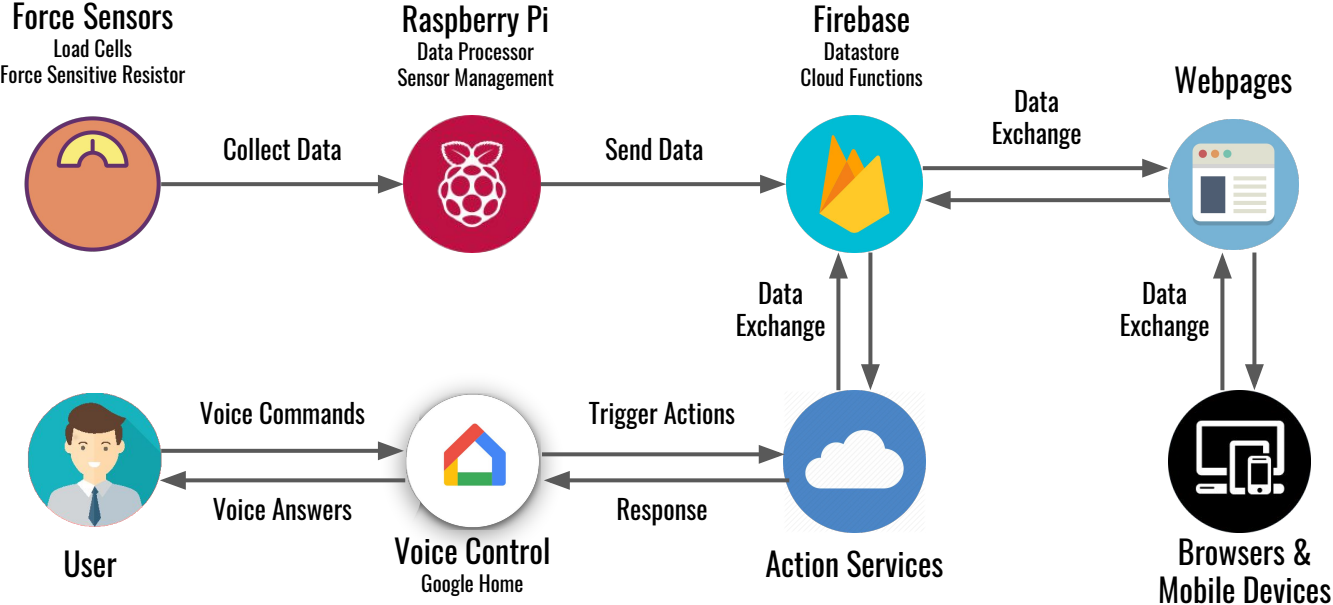 Force Sensors
Load Cells
Force Sensitive Resistor
Raspberry Pi
Data Processor
Sensor Management
Firebase
Datastore
Cloud Functions
Webpages
Collect Data
Send Data
Data
Exchange
Data
Exchange
Data
Exchange
Voice Commands
Trigger Actions
Voice Answers
Response
User
Voice Control
Google Home
Action Services
Browsers &
Mobile Devices